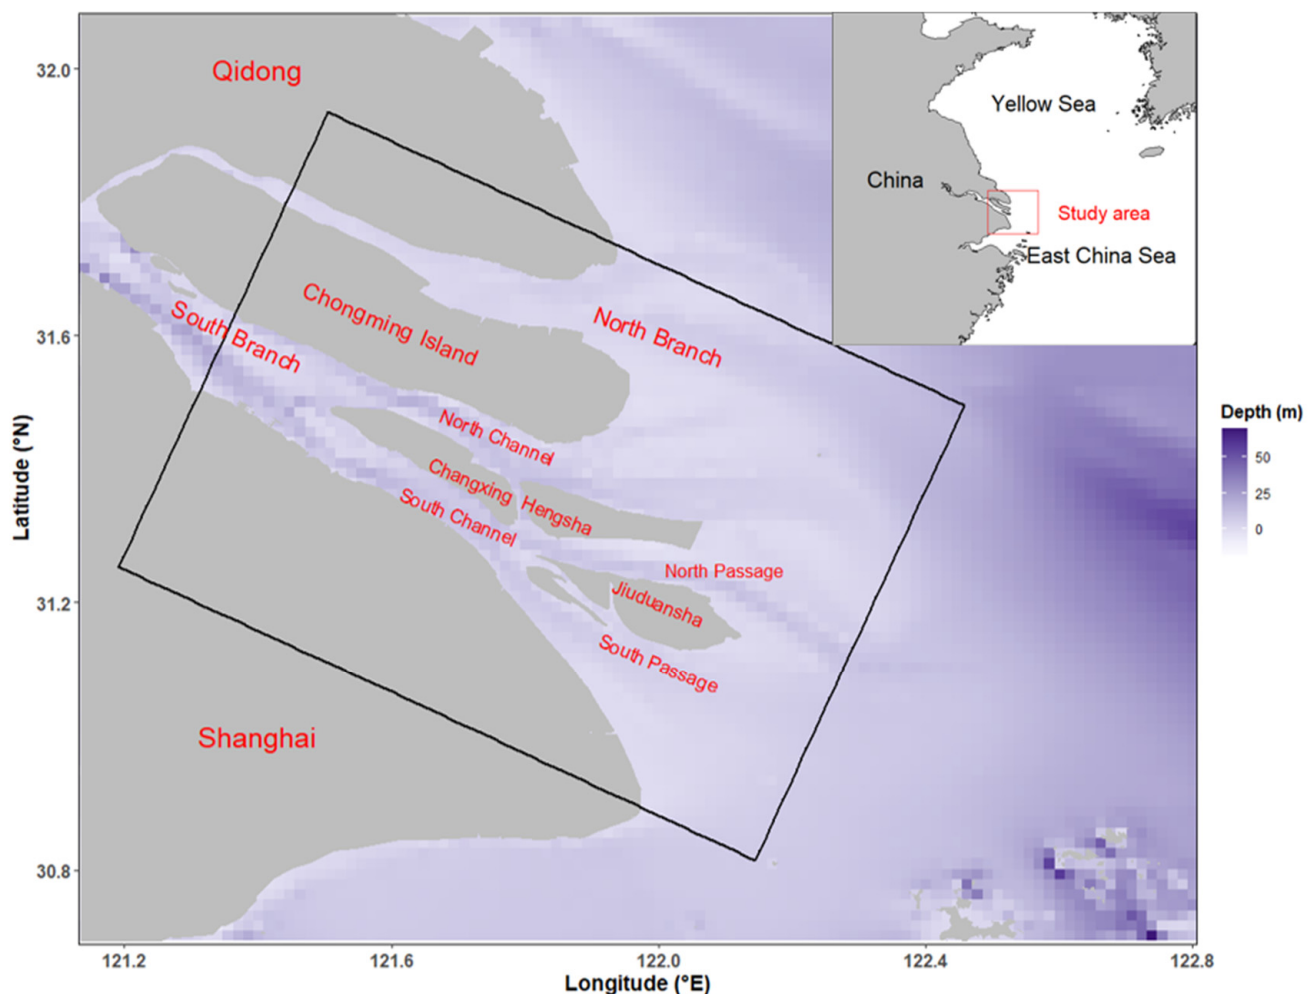 Qidong
Chongming Island
South Branch
North Branch
North Channel
Changxing
Hengsha
South Channel
North Passage
Jiuduansha
South Passage
Shanghai
Yellow Sea
China
Study area
East China Sea
Depth (m)
50
25
0
32.0
31.6
31.2
30.8
Latitude (°N)
121.2
121.6
122.0
122.4
122.8
Longitude (°E)